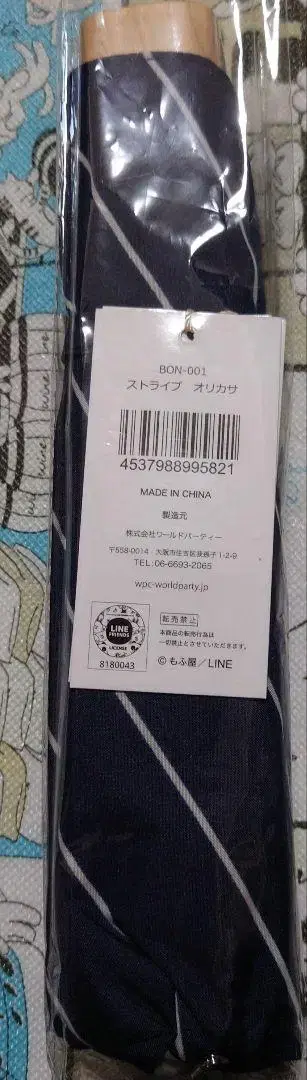 BON-001
ストライプ オリカサ
4537988995821
MADE IN CHINA
製造元
株式会社ワールドパーティー
〒558-0014 大阪市住吉区我孫子1-2-9
TEL:06-6693-2065
wpc-worldparty.jp
LINE
FRIENDS
LICENSE
8180043
転売禁止
本商品の転売行為は
一切禁止とさせていただきます。
© もふ屋/LINE